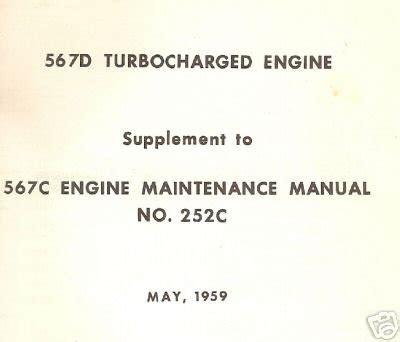 567D TURBOCHARGED ENGINE
Supplement to
567C ENGINE MAINTENANCE MANUAL
NO. 252C
MAY, 1959